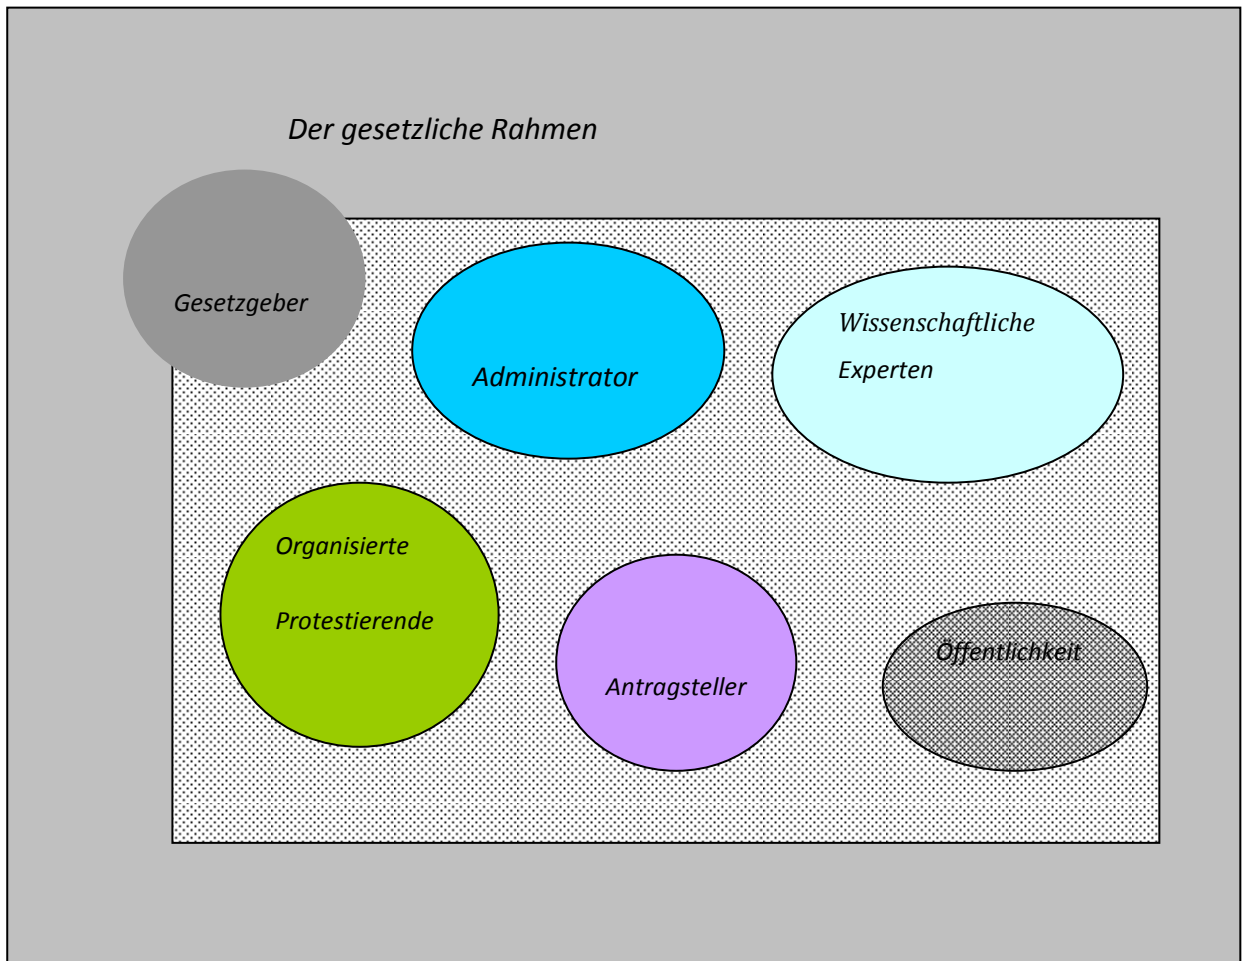 Der gesetzliche Rahmen
Gesetzgeber
Administrator
Wissenschaftliche
Experten
Organisierte
Protestierende
Antragsteller
Öffentlichkeit